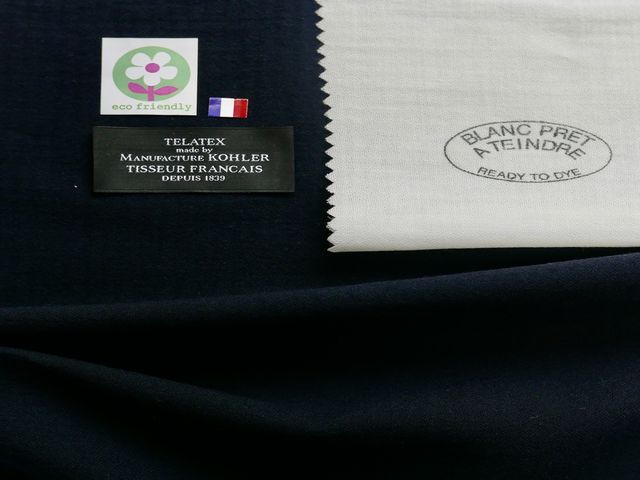 eco friendly
TELATEX
made by
MANUFACTURE KOHLER
TISSEUR FRANCAIS
DEPUIS 1839
BLANC PRET
A TEINDRE
READY TO DYE